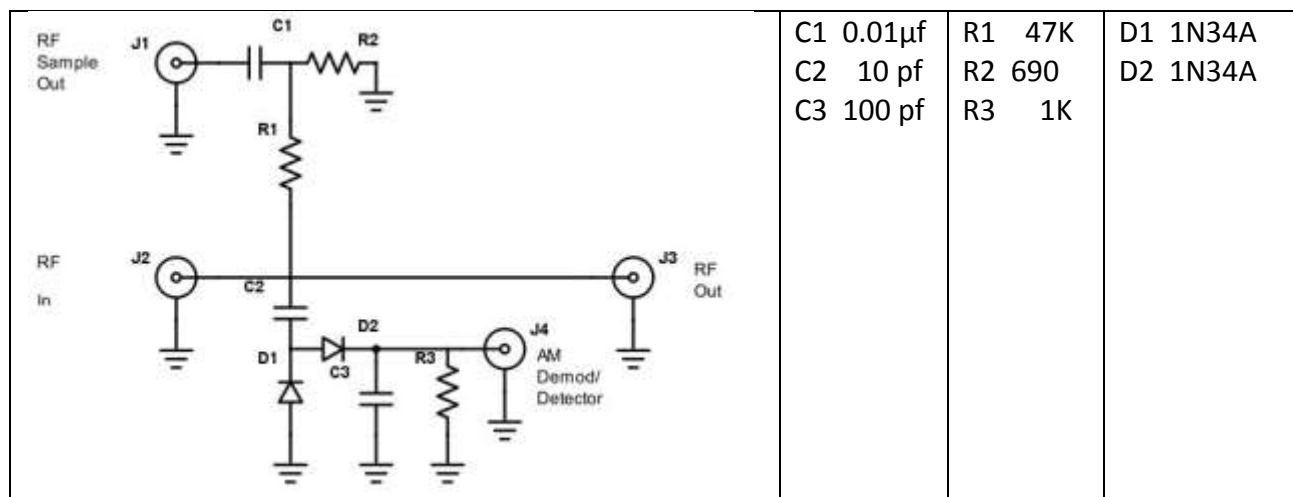 RF
Sample
Out
J1
C1
R2
R1
RF
In
J2
C2
J3
RF
Out
D1
D2
C3
R3
J4
AM
Demod/
Detector
C1 0.01µf
C2 10 pf
C3 100 pf
R1 47K
R2 690
R3 1K
D1 1N34A
D2 1N34A